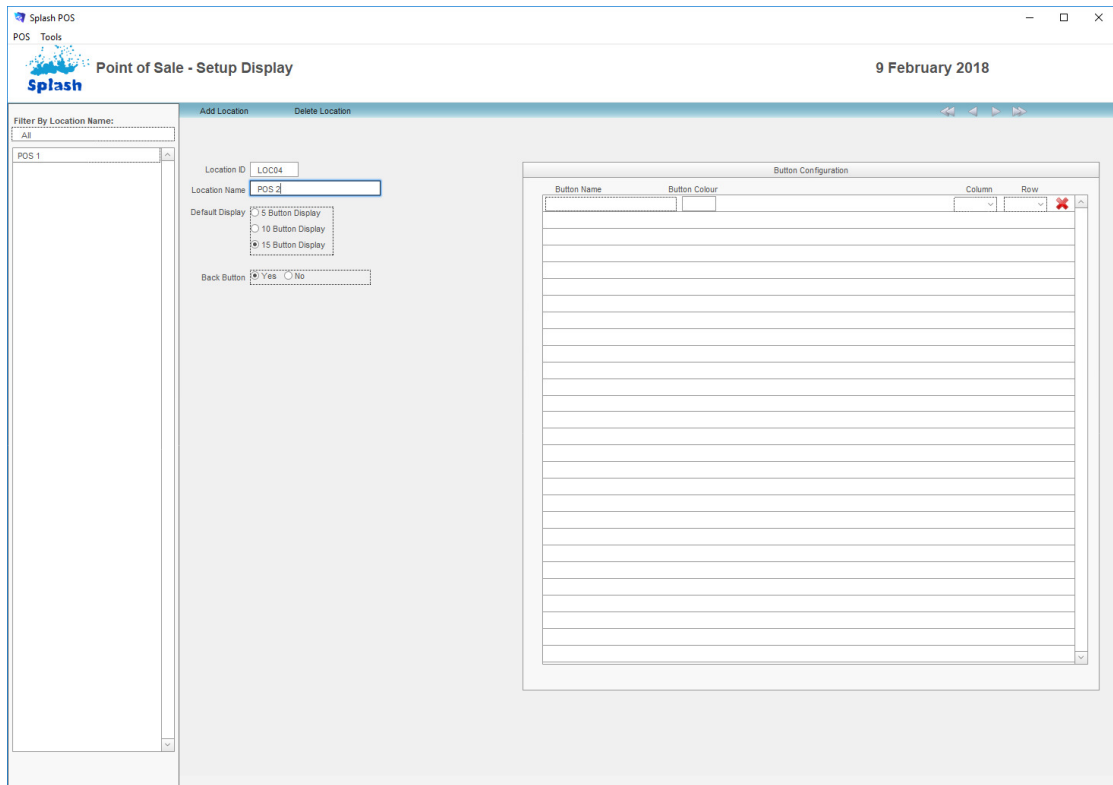 Splash POS
POS Tools
Splash
Point of Sale - Setup Display
9 February 2018
Add Location Delete Location
Filter By Location Name:
All
POS 1
Location ID LOC04
Location Name POS 2
Default Display 5 Button Display
10 Button Display
15 Button Display
Back Button Yes No
Button Configuration
Button Name Button Colour Column Row